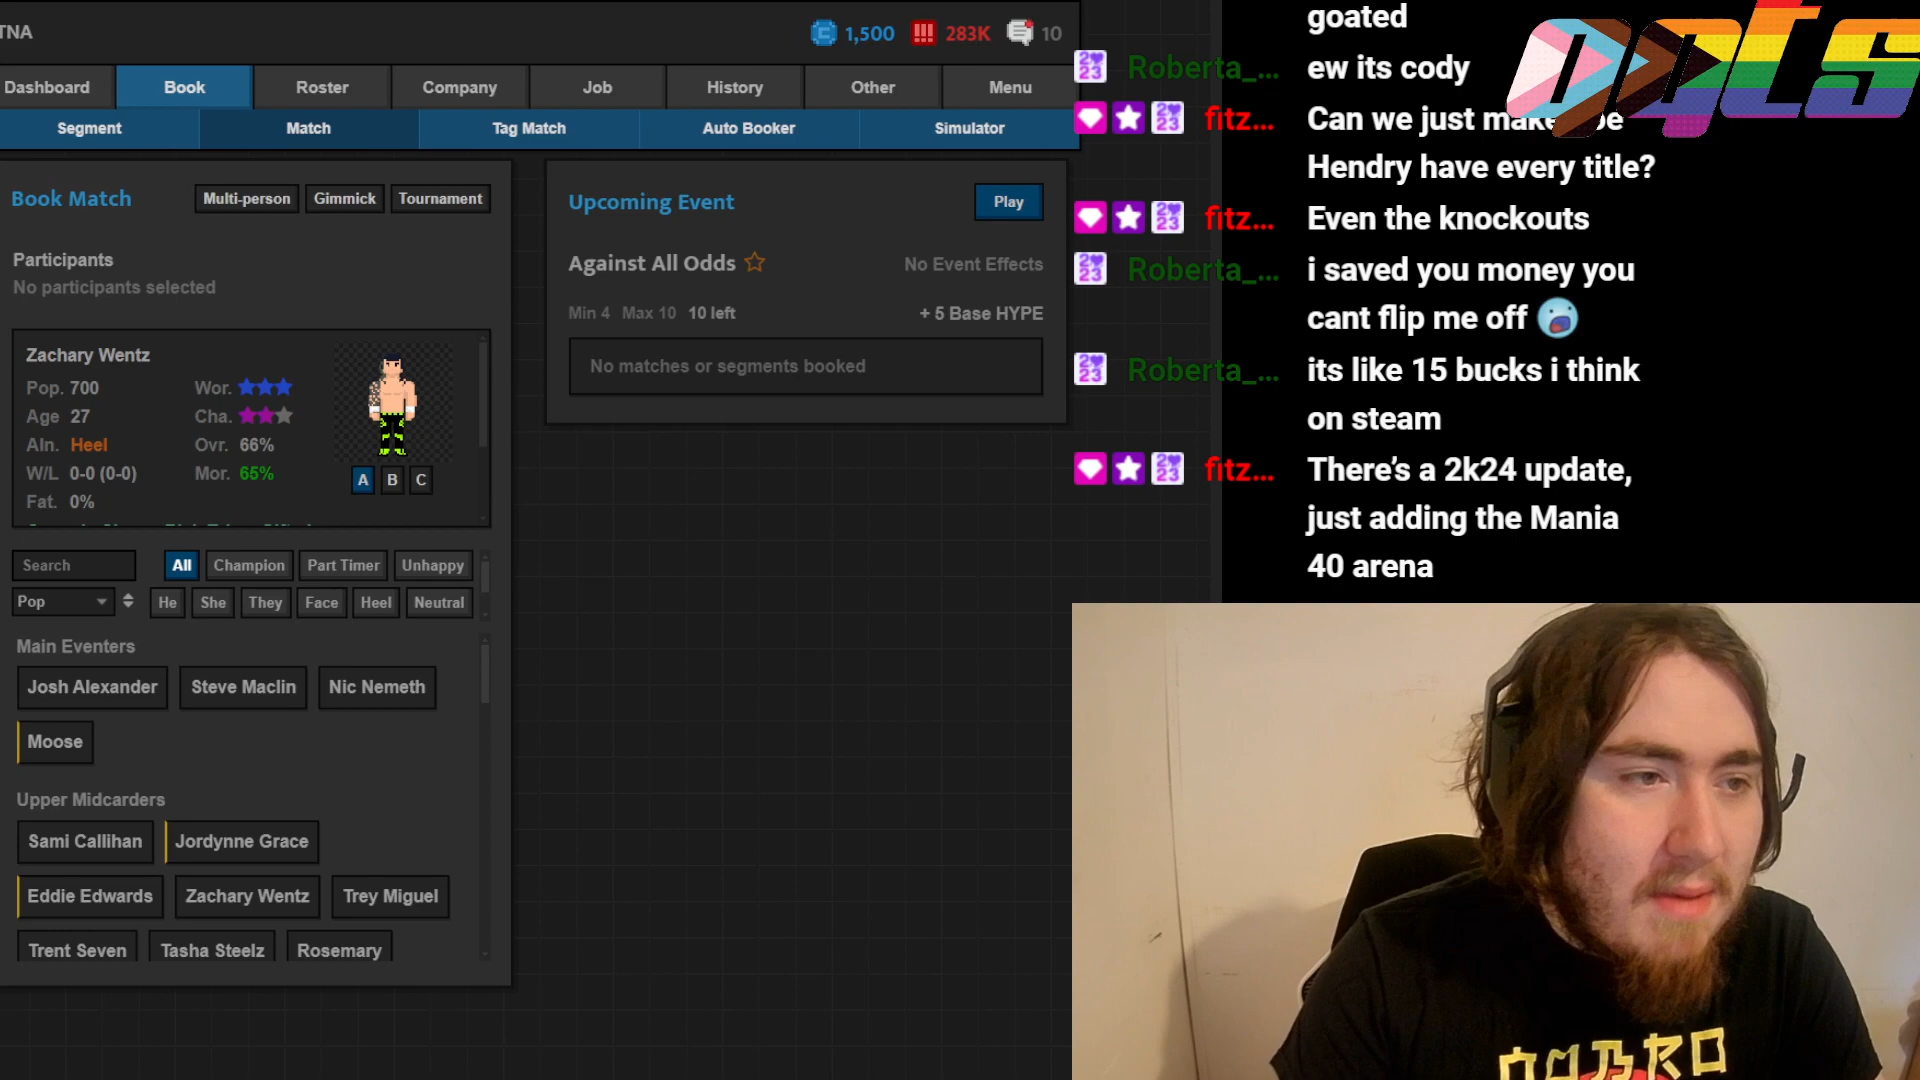 TNA
1,500 283K 10
Dashboard Book Roster Company Job History Other Menu
Segment Match Tag Match Auto Booker Simulator
Book Match Multi-person Gimmick Tournament
Participants
No participants selected
Zachary Wentz
Pop. 700 Wor.
Age 27 Cha.
Aln. Heel Ovr. 66%
W/L 0-0 (0-0) Mor. 65%
Fat. 0%
A B C
Search All Champion Part Timer Unhappy
Pop He She They Face Heel Neutral
Main Eventers
Josh Alexander Steve Maclin Nic Nemeth
Moose
Upper Midcarders
Sami Callihan Jordynne Grace
Eddie Edwards Zachary Wentz Trey Miguel
Trent Seven Tasha Steelz Rosemary
Upcoming Event Play
Against All Odds No Event Effects
Min 4 Max 10 10 left + 5 Base HYPE
No matches or segments booked
goated
Roberta_... ew its cody
fitz... Can we just make
Hendry have every title?
fitz... Even the knockouts
Roberta_... i saved you money you
cant flip me off
Roberta_... its like 15 bucks i think
on steam
fitz... There's a 2k24 update,
just adding the Mania
40 arena